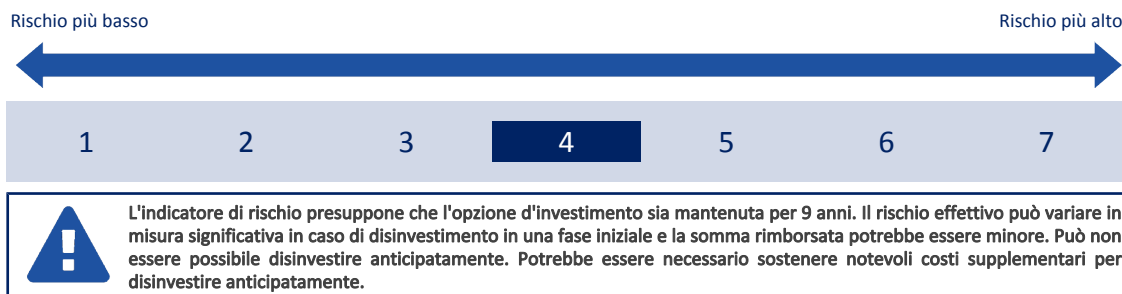 Rischio più basso Rischio più alto
1 2 3 4 5 6 7
L'indicatore di rischio presuppone che l'opzione d'investimento sia mantenuta per 9 anni. Il rischio effettivo può variare in
misura significativa in caso di disinvestimento in una fase iniziale e la somma rimborsata potrebbe essere minore. Può non
essere possibile disinvestire anticipatamente. Potrebbe essere necessario sostenere notevoli costi supplementari per
disinvestire anticipatamente.